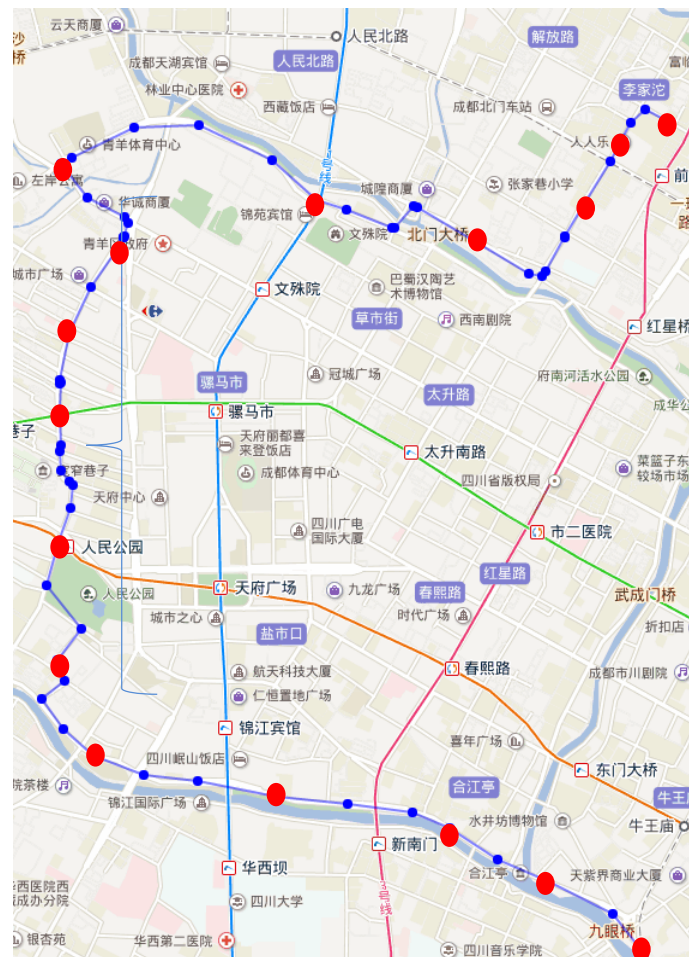 云天商厦
沙
桥
人民北路
解放路
人民北路
成都天湖宾馆
林业中心医院
西藏饭店
成都北门车站
李家沱
人人乐
青羊体育中心
左岸公寓
华诚商厦
城隍商厦
张家巷小学
锦苑宾馆
文殊院
北门大桥
青羊区政府
城市广场
巴蜀汉陶艺
术博物馆
文殊院
草市街
西南剧院
红星桥
骡马市
冠城广场
府南河活水公园
太升路
成华公
骡马市
巷子
天府丽都喜
来登饭店
太升南路
宽窄巷子
成都体育中心
四川省版权局
菜篮子东
较场市场
天府中心
四川广电
国际大厦
市二医院
人民公园
红星路
天府广场
九龙广场
春熙路
人民公园
武成门桥
城市之心
时代广场
盐市口
折扣店
航天科技大厦
春熙路
成都市川剧院
仁恒置地广场
锦江宾馆
喜年广场
四川岷山饭店
东门大桥
院茶楼
合江亭
锦江国际广场
牛王庙
水井坊博物馆
牛王庙
新南门
华西坝
合江亭
天紫界商业大厦
3号线
华西医院西
成办分院
四川大学
九眼桥
银杏苑
华西第二医院
四川音乐学院